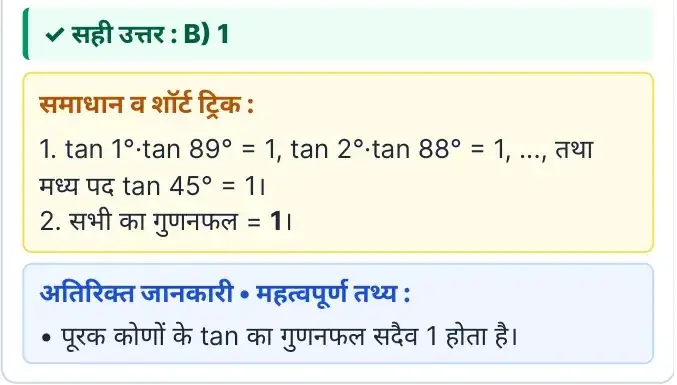 ✓ सही उत्तर : B) 1
समाधान व शॉर्ट ट्रिक :
1. tan 1°·tan 89° = 1, tan 2°·tan 88° = 1, ..., तथा
मध्य पद tan 45° = 1।
2. सभी का गुणनफल = 1।
अतिरिक्त जानकारी • महत्वपूर्ण तथ्य :
• पूरक कोणों के tan का गुणनफल सदैव 1 होता है।